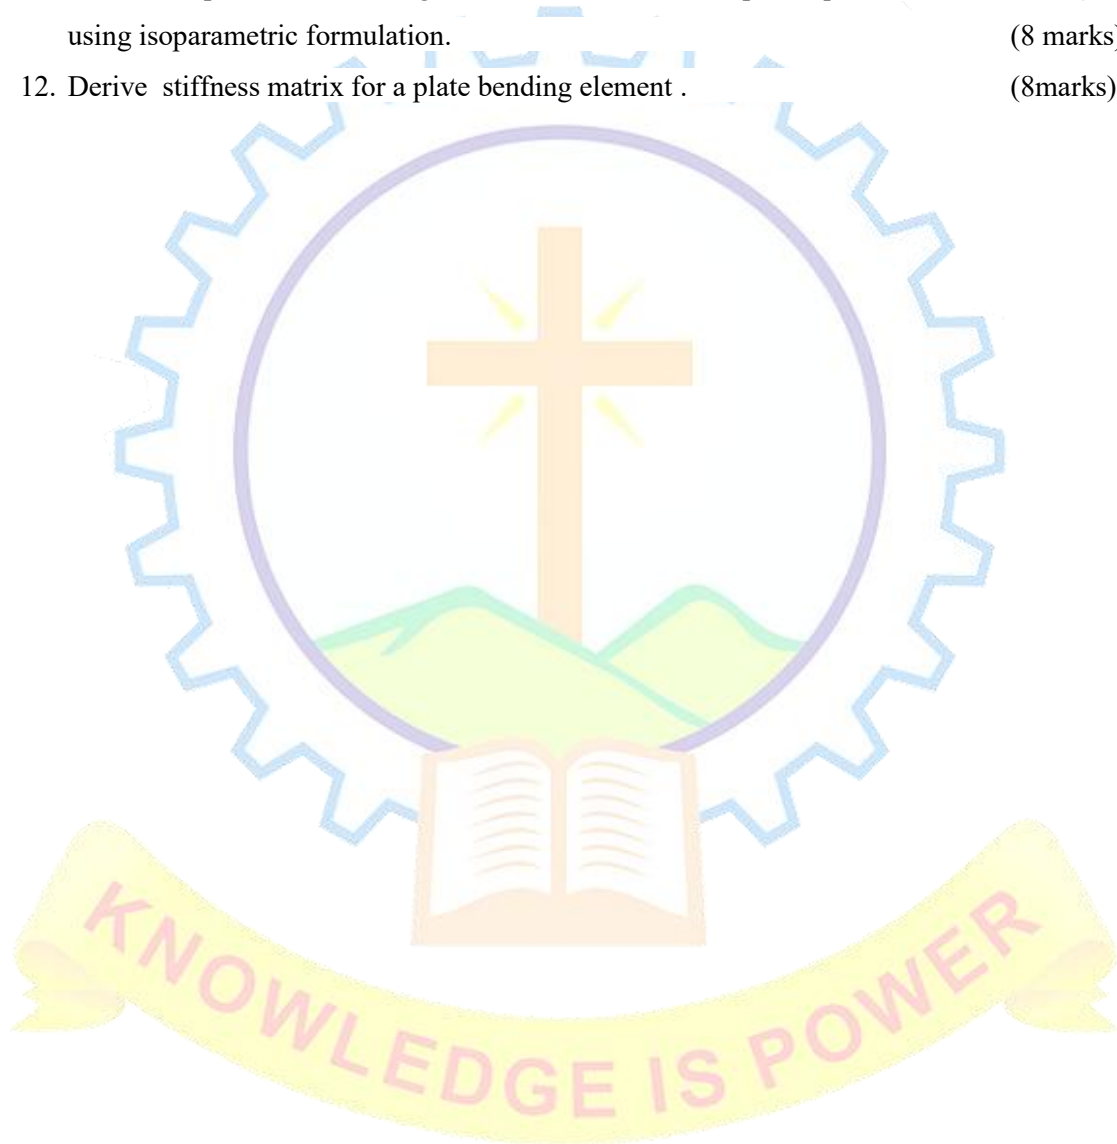 using isoparametric formulation. (8 marks)
12. Derive stiffness matrix for a plate bending element . (8marks)
KNOWLEDGE IS POWER